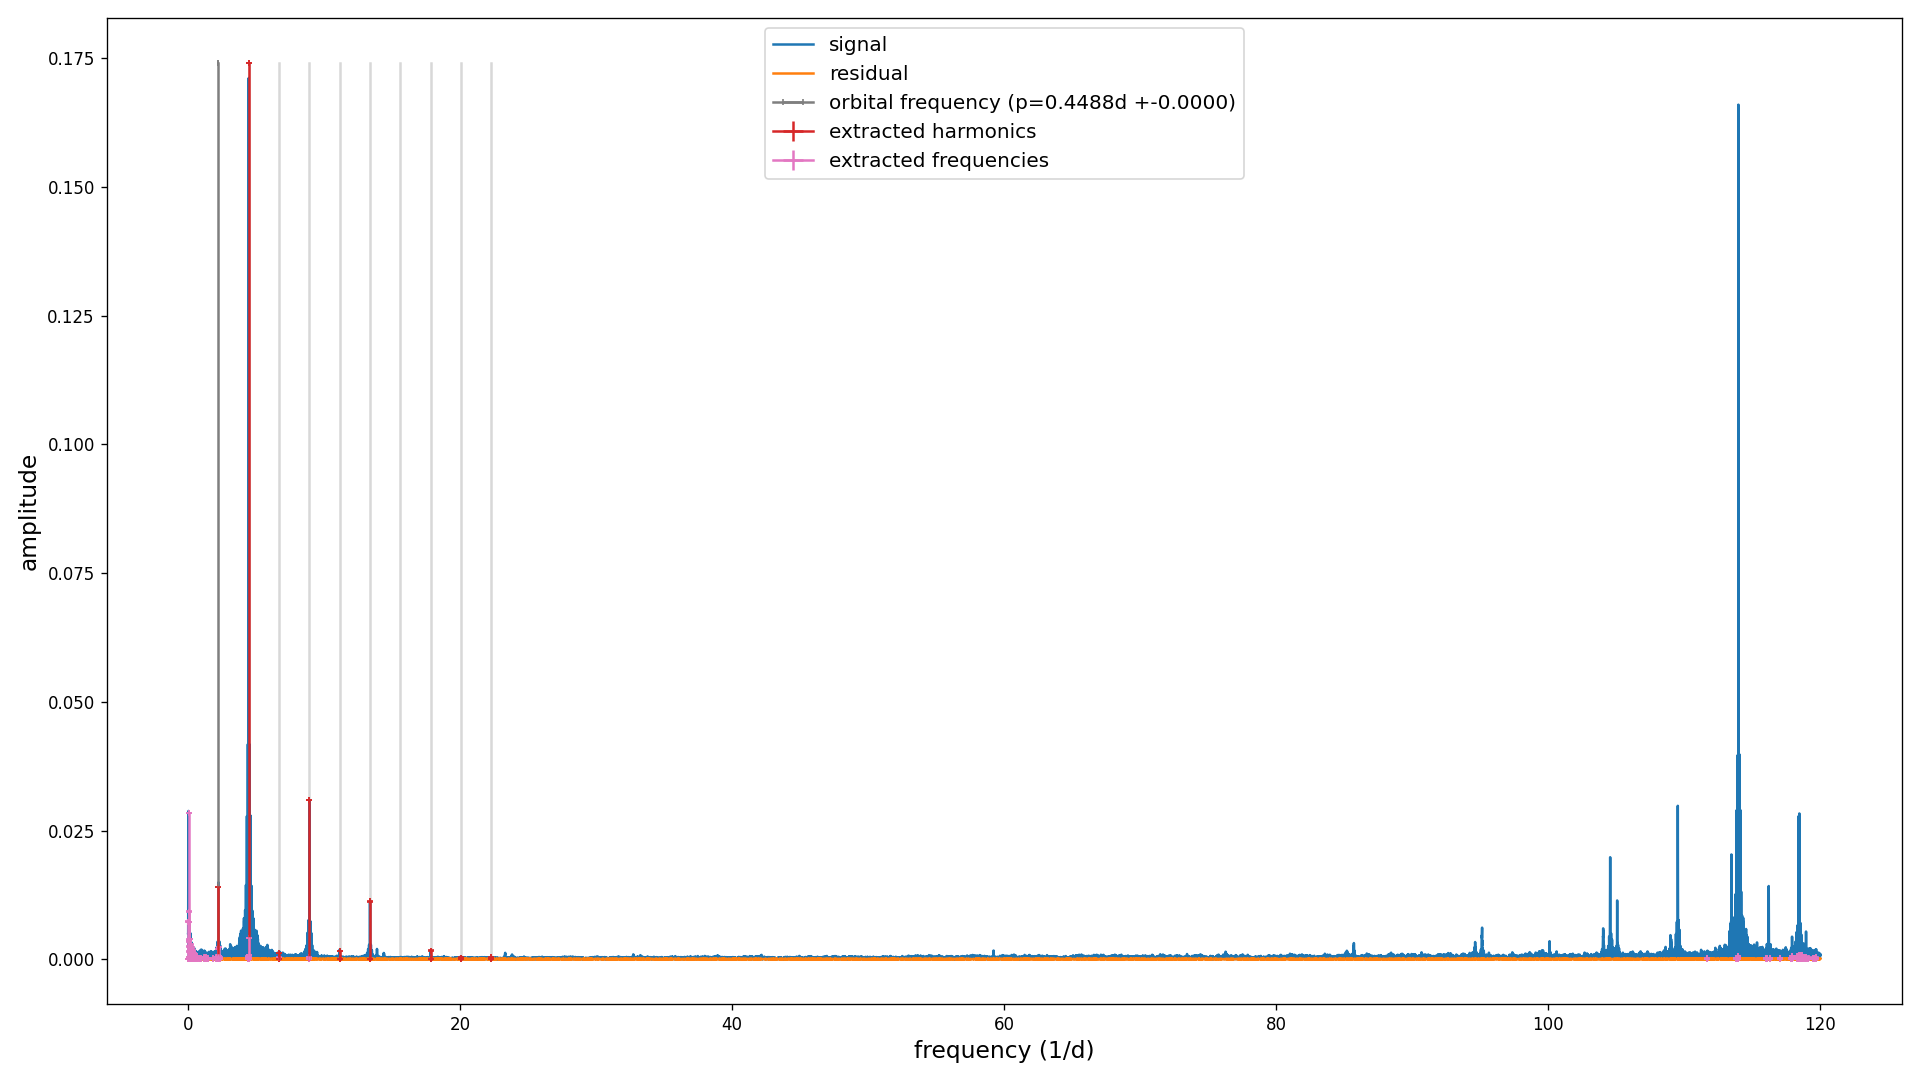 signal
residual
orbital frequency (p=0.4488d +-0.0000)
extracted harmonics
extracted frequencies
amplitude
0.175
0.150
0.125
0.100
0.075
0.050
0.025
0.000
0 20 40 60 80 100 120
frequency (1/d)